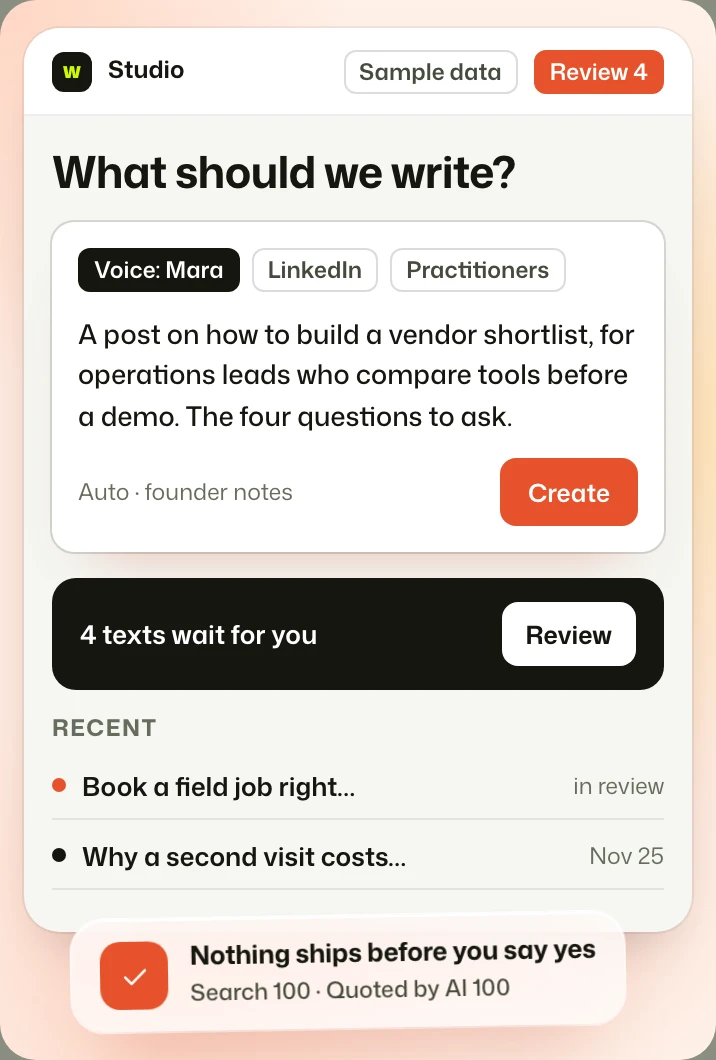 w Studio
Sample data
Review 4
What should we write?
Voice: Mara
LinkedIn
Practitioners
A post on how to build a vendor shortlist, for
operations leads who compare tools before
a demo. The four questions to ask.
Auto · founder notes
Create
4 texts wait for you
Review
RECENT
Book a field job right...
in review
Why a second visit costs...
Nov 25
Nothing ships before you say yes
Search 100 · Quoted by AI 100